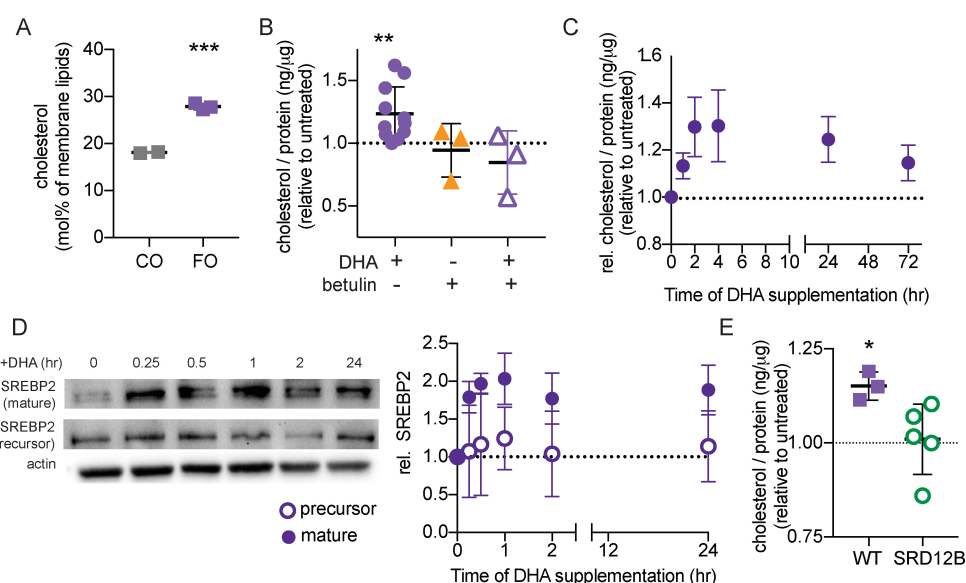 A
cholesterol
(mol% of membrane lipids)
40
30
20
10
0
***
CO
FO
B
cholesterol / protein (ng/µg)
(relative to untreated)
1.5
1.0
0.5
**
DHA + - +
betulin - + +
C
rel. cholesterol / protein (ng/µg)
(relative to untreated)
1.6
1.4
1.2
1.0
0.8
0 2 4 6 8 10 24 48 72
Time of DHA supplementation (hr)
D
+DHA (hr) 0 0.25 0.5 1 2 24
SREBP2
(mature)
SREBP2
recursor)
actin
precursor
mature
rel. SREBP2
2.5
2.0
1.5
1.0
0.5
0.0
0 1 2 12 24
Time of DHA supplementation (hr)
E
cholesterol / protein (ng/µg)
(relative to untreated)
1.25
1.00
0.75
*
WT
SRD12B